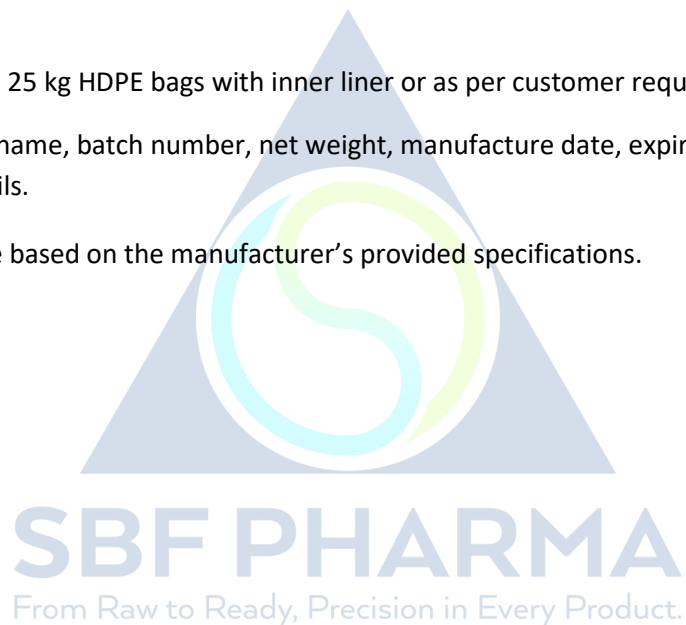 25 kg HDPE bags with inner liner or as per customer requ
name, batch number, net weight, manufacture date, expir
ils.
e based on the manufacturer’s provided specifications.
SBF PHARMA
From Raw to Ready, Precision in Every Product.